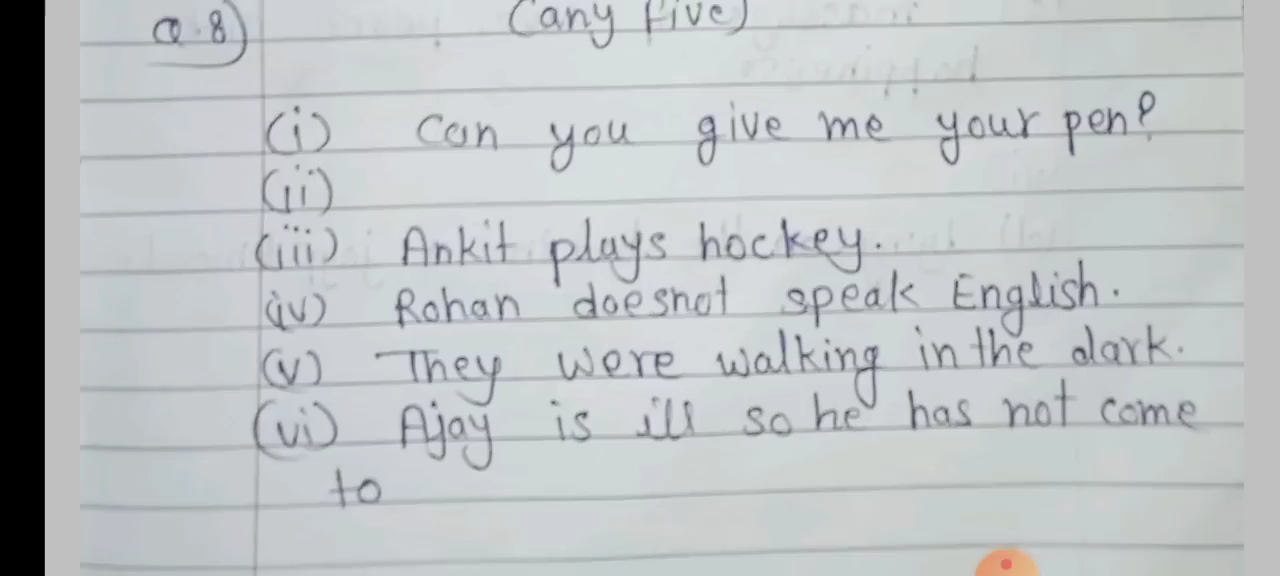 Q.8) (any Five)
(i) Can you give me your pen?
(ii)
(iii) Ankit plays hockey.
(iv) Rohan doesnot speak English.
(v) They were walking in the dark.
(vi) Ajay is ill so he has not come
to